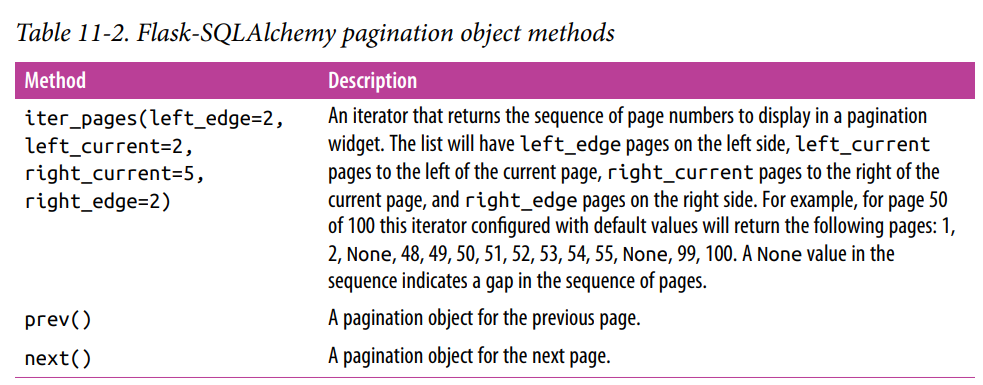 Table 11-2. Flask-SQLAlchemy pagination object methods
Method Description
iter_pages(left_edge=2,
left_current=2,
right_current=5,
right_edge=2)
An iterator that returns the sequence of page numbers to display in a pagination
widget. The list will have left_edge pages on the left side, left_current
pages to the left of the current page, right_current pages to the right of the
current page, and right_edge pages on the right side. For example, for page 50
of 100 this iterator configured with default values will return the following pages: 1,
2, None, 48, 49, 50, 51, 52, 53, 54, 55, None, 99, 100. A None value in the
sequence indicates a gap in the sequence of pages.
prev() A pagination object for the previous page.
next() A pagination object for the next page.